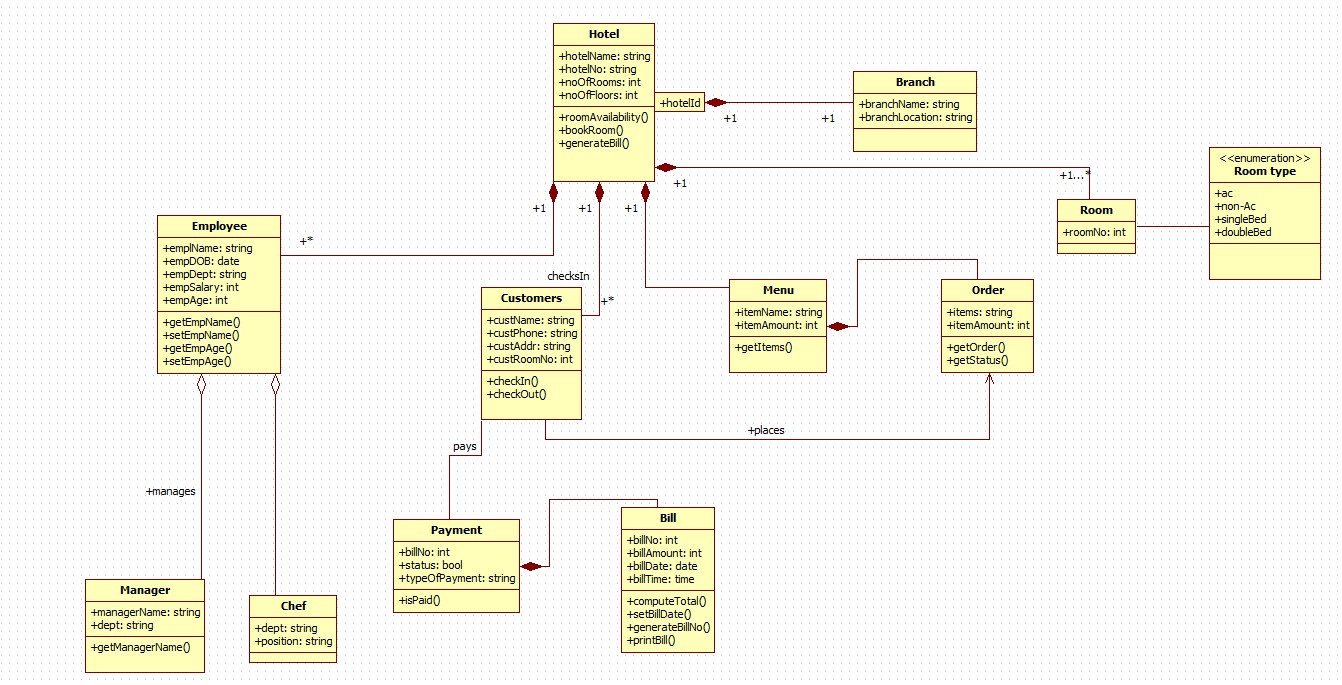 Hotel
+hotelName: string
+hotelNo: string
+noOfRooms: int
+noOfFloors: int
+roomAvailability()
+bookRoom()
+generateBill()
+hotelId
+1
+1
Branch
+branchName: string
+branchLocation: string
+1
+1...*
<<enumeration>>
Room type
+ac
+non-Ac
+singleBed
+doubleBed
Room
+roomNo: int
+1
+1
+1
Employee
+emplName: string
+empDOB: date
+empDept: string
+empSalary: int
+empAge: int
+getEmpName()
+setEmpName()
+getEmpAge()
+setEmpAge()
+*
checksIn
+*
Customers
+custName: string
+custPhone: string
+custAddr: string
+custRoomNo: int
+checkIn()
+checkOut()
Menu
+itemName: string
+itemAmount: int
+getItems()
Order
+items: string
+itemAmount: int
+getOrder()
+getStatus()
+places
pays
+manages
Payment
+billNo: int
+status: bool
+typeOfPayment: string
+isPaid()
Bill
+billNo: int
+billAmount: int
+billDate: date
+billTime: time
+computeTotal()
+setBillDate()
+generateBillNo()
+printBill()
Manager
+managerName: string
+dept: string
+getManagerName()
Chef
+dept: string
+position: string